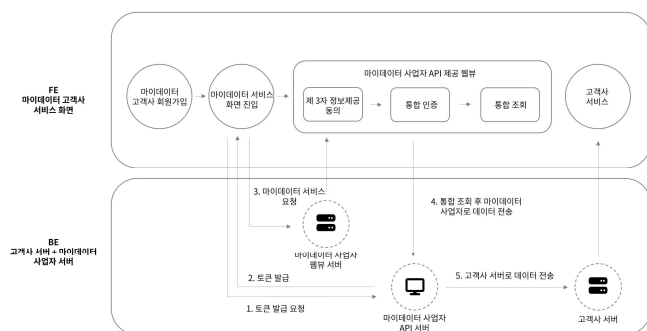 FE
마이데이터 고객사
서비스 화면
마이데이터
고객사 회원가입
마이데이터 서비스
화면 진입
마이데이터 사업자 API 제공 웹뷰
제 3자 정보제공
동의
통합 인증
통합 조회
고객사
서비스
BE
고객사 서버 + 마이데이터
사업자 서버
3. 마이데이터 서비스
요청
마이데이터 사업자
웹뷰 서버
4. 통합 조회 후 마이데이터
사업자로 데이터 전송
2. 토큰 발급
1. 토큰 발급 요청
마이데이터 사업자
API 서버
5. 고객사 서버로 데이터 전송
고객사 서버